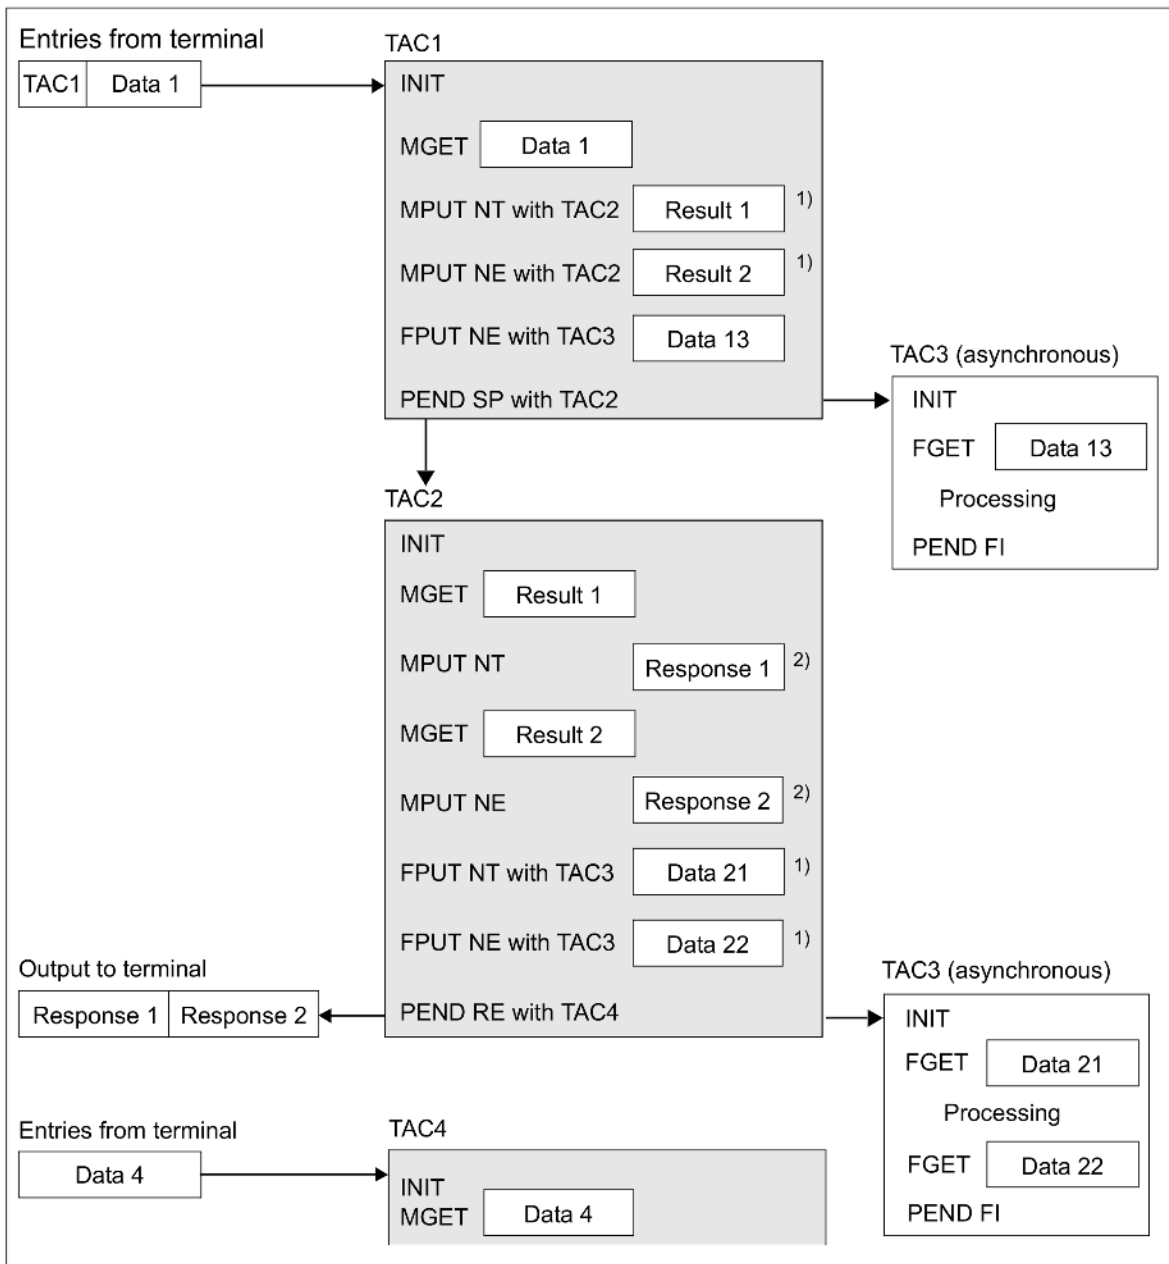 Entries from terminal
TAC1 Data 1
TAC1
INIT
MGET Data 1
MPUT NT with TAC2 Result 1 1)
MPUT NE with TAC2 Result 2 1)
FPUT NE with TAC3 Data 13
PEND SP with TAC2
TAC3 (asynchronous)
INIT
FGET Data 13
Processing
PEND FI
TAC2
INIT
MGET Result 1
MPUT NT Response 1 2)
MGET Result 2
MPUT NE Response 2 2)
FPUT NT with TAC3 Data 21 1)
FPUT NE with TAC3 Data 22 1)
PEND RE with TAC4
Output to terminal
Response 1 Response 2
TAC3 (asynchronous)
INIT
FGET Data 21
Processing
FGET Data 22
PEND FI
Entries from terminal
Data 4
TAC4
INIT
MGET Data 4